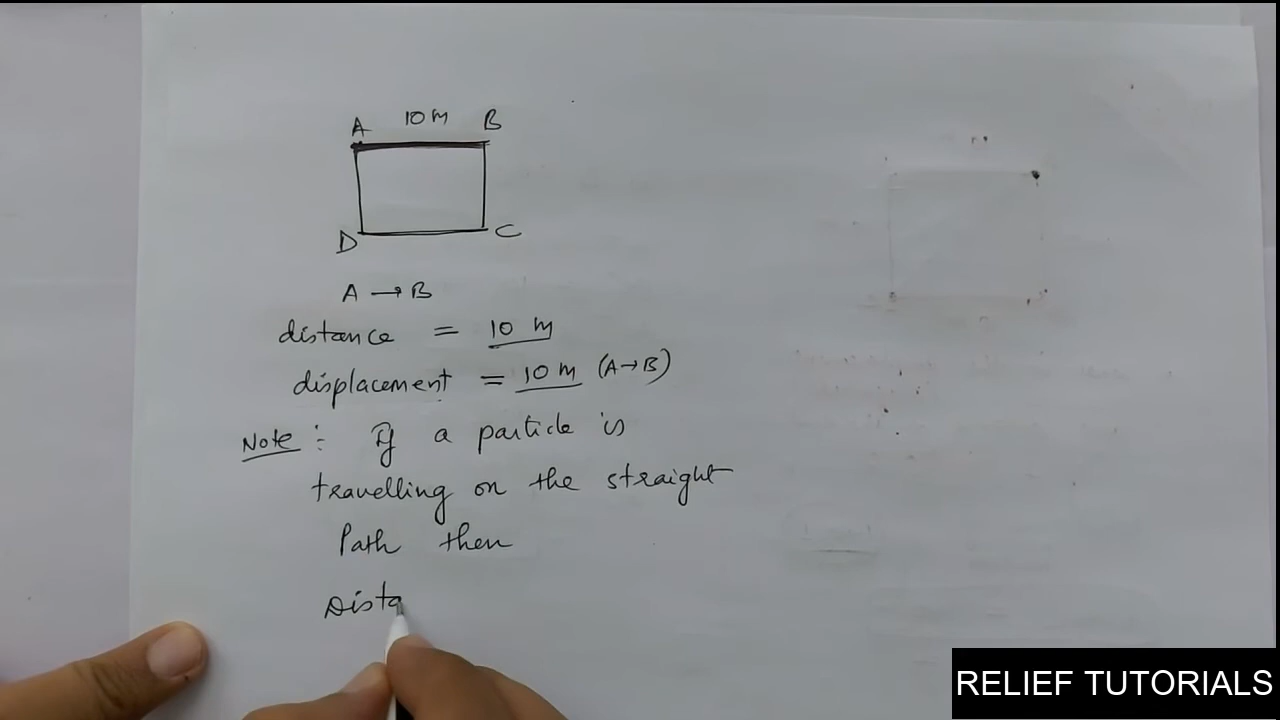 A 10 m B
D C
A → B
distance = 10 m
displacement = 10 m (A→B)
Note :- If a particle is
travelling on the straight
Path then
Dista
RELIEF TUTORIALS